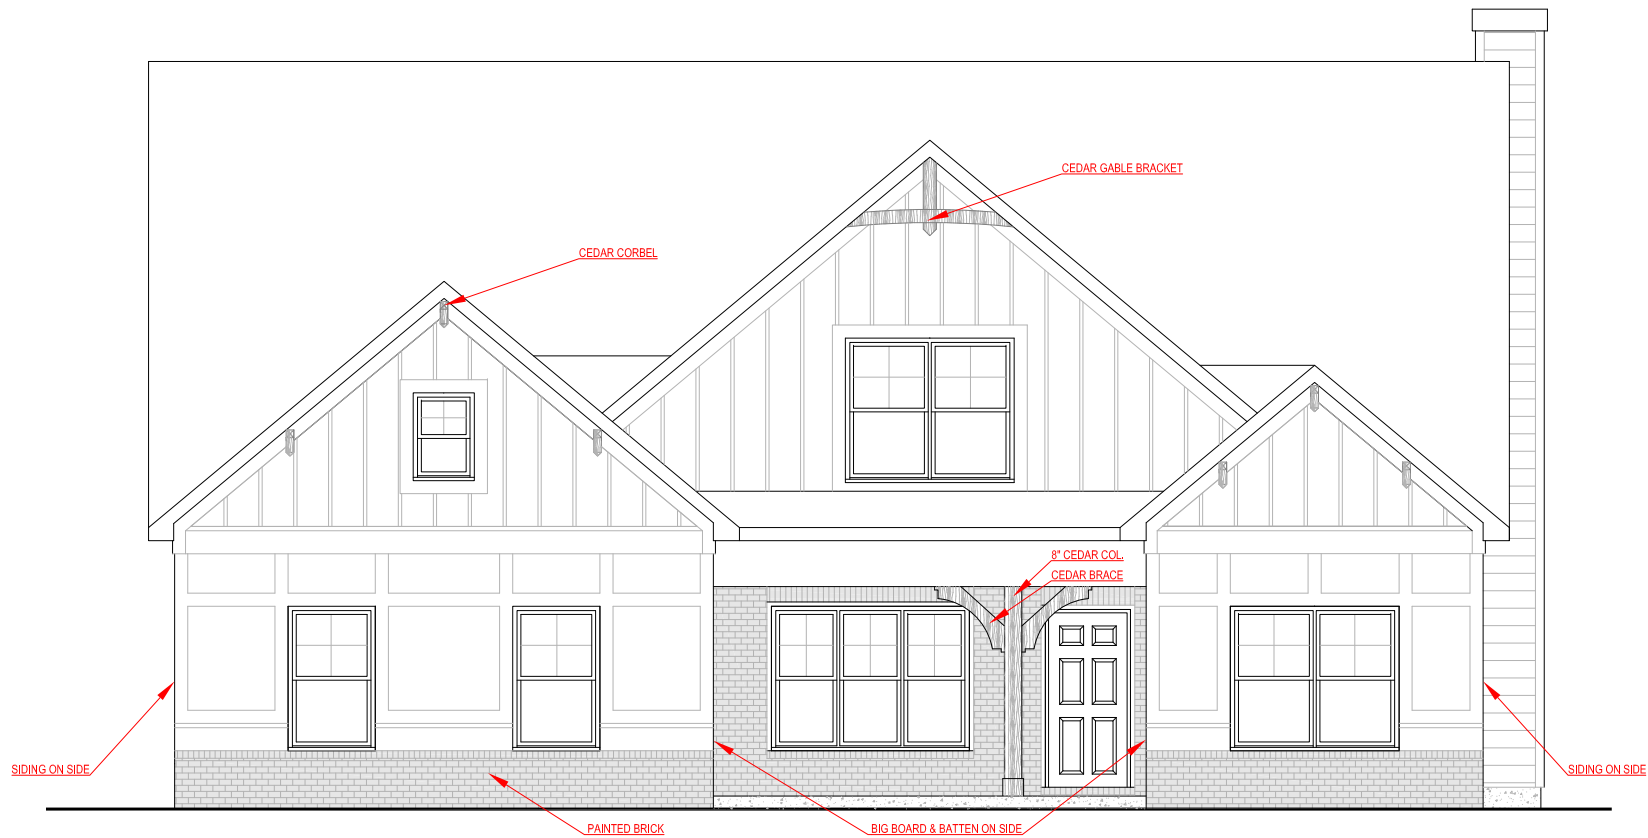 CEDAR GABLE BRACKET
CEDAR CORBEL
8" CEDAR COL.
CEDAR BRACE
SIDING ON SIDE
SIDING ON SIDE
PAINTED BRICK
BIG BOARD & BATTEN ON SIDE